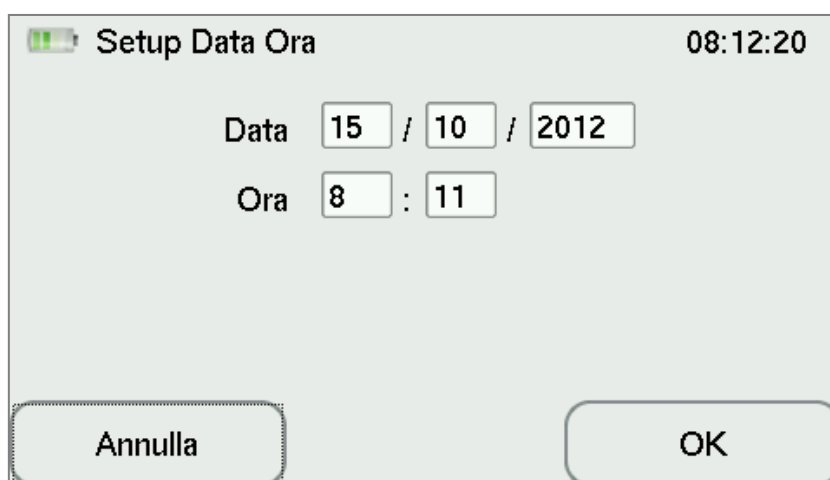 Setup Data Ora 08:12:20
Data 15 / 10 / 2012
Ora 8 : 11
Annulla OK